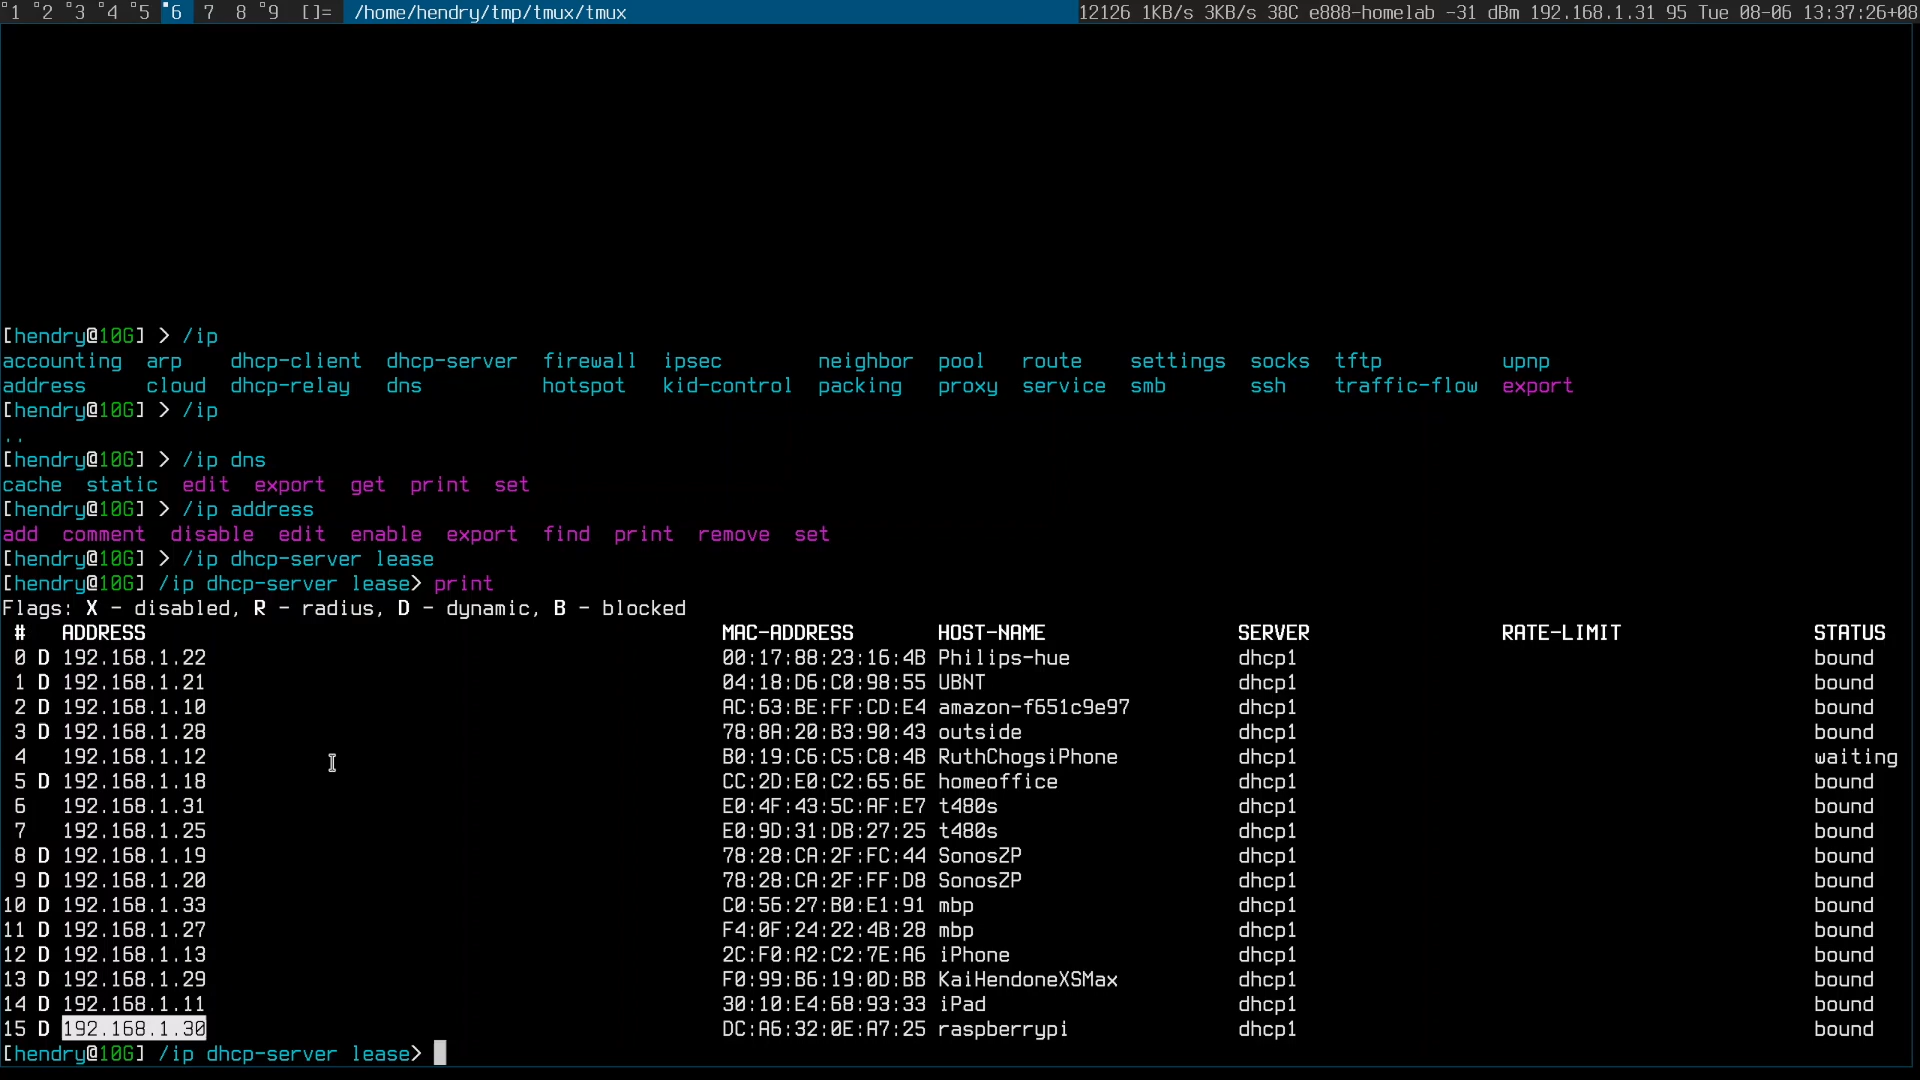 1 2 3 4 5 6 7 8 9 []= /home/hendry/tmp/tmux/tmux 12126 1KB/s 3KB/s 38C e888-homelab -31 dBm 192.168.1.31 95 Tue 08-06 13:37:26+08
[hendry@10G] > /ip
accounting arp dhcp-client dhcp-server firewall ipsec neighbor pool route settings socks tftp upnp
address cloud dhcp-relay dns hotspot kid-control packing proxy service smb ssh traffic-flow export
[hendry@10G] > /ip
..
[hendry@10G] > /ip dns
cache static edit export get print set
[hendry@10G] > /ip address
add comment disable edit enable export find print remove set
[hendry@10G] > /ip dhcp-server lease
[hendry@10G] /ip dhcp-server lease> print
Flags: X - disabled, R - radius, D - dynamic, B - blocked
# ADDRESS MAC-ADDRESS HOST-NAME SERVER RATE-LIMIT STATUS
0 D 192.168.1.22 00:17:88:23:16:4B Philips-hue dhcp1 bound
1 D 192.168.1.21 04:18:D6:C0:98:55 UBNT dhcp1 bound
2 D 192.168.1.10 AC:63:BE:FF:CD:E4 amazon-f651c9e97 dhcp1 bound
3 D 192.168.1.28 78:8A:20:B3:90:43 outside dhcp1 bound
4 192.168.1.12 B0:19:C6:C5:C8:4B RuthChogsiPhone dhcp1 waiting
5 D 192.168.1.18 CC:2D:E0:C2:65:6E homeoffice dhcp1 bound
6 192.168.1.31 E0:4F:43:5C:AF:E7 t480s dhcp1 bound
7 192.168.1.25 E0:9D:31:DB:27:25 t480s dhcp1 bound
8 D 192.168.1.19 78:28:CA:2F:FC:44 SonosZP dhcp1 bound
9 D 192.168.1.20 78:28:CA:2F:FF:D8 SonosZP dhcp1 bound
10 D 192.168.1.33 C0:56:27:B0:E1:91 mbp dhcp1 bound
11 D 192.168.1.27 F4:0F:24:22:4B:28 mbp dhcp1 bound
12 D 192.168.1.13 2C:F0:A2:C2:7E:A6 iPhone dhcp1 bound
13 D 192.168.1.29 F0:99:B6:19:0D:BB KaiHendoneXSMax dhcp1 bound
14 D 192.168.1.11 30:10:E4:68:93:33 iPad dhcp1 bound
15 D 192.168.1.30 DC:A6:32:0E:A7:25 raspberrypi dhcp1 bound
[hendry@10G] /ip dhcp-server lease>